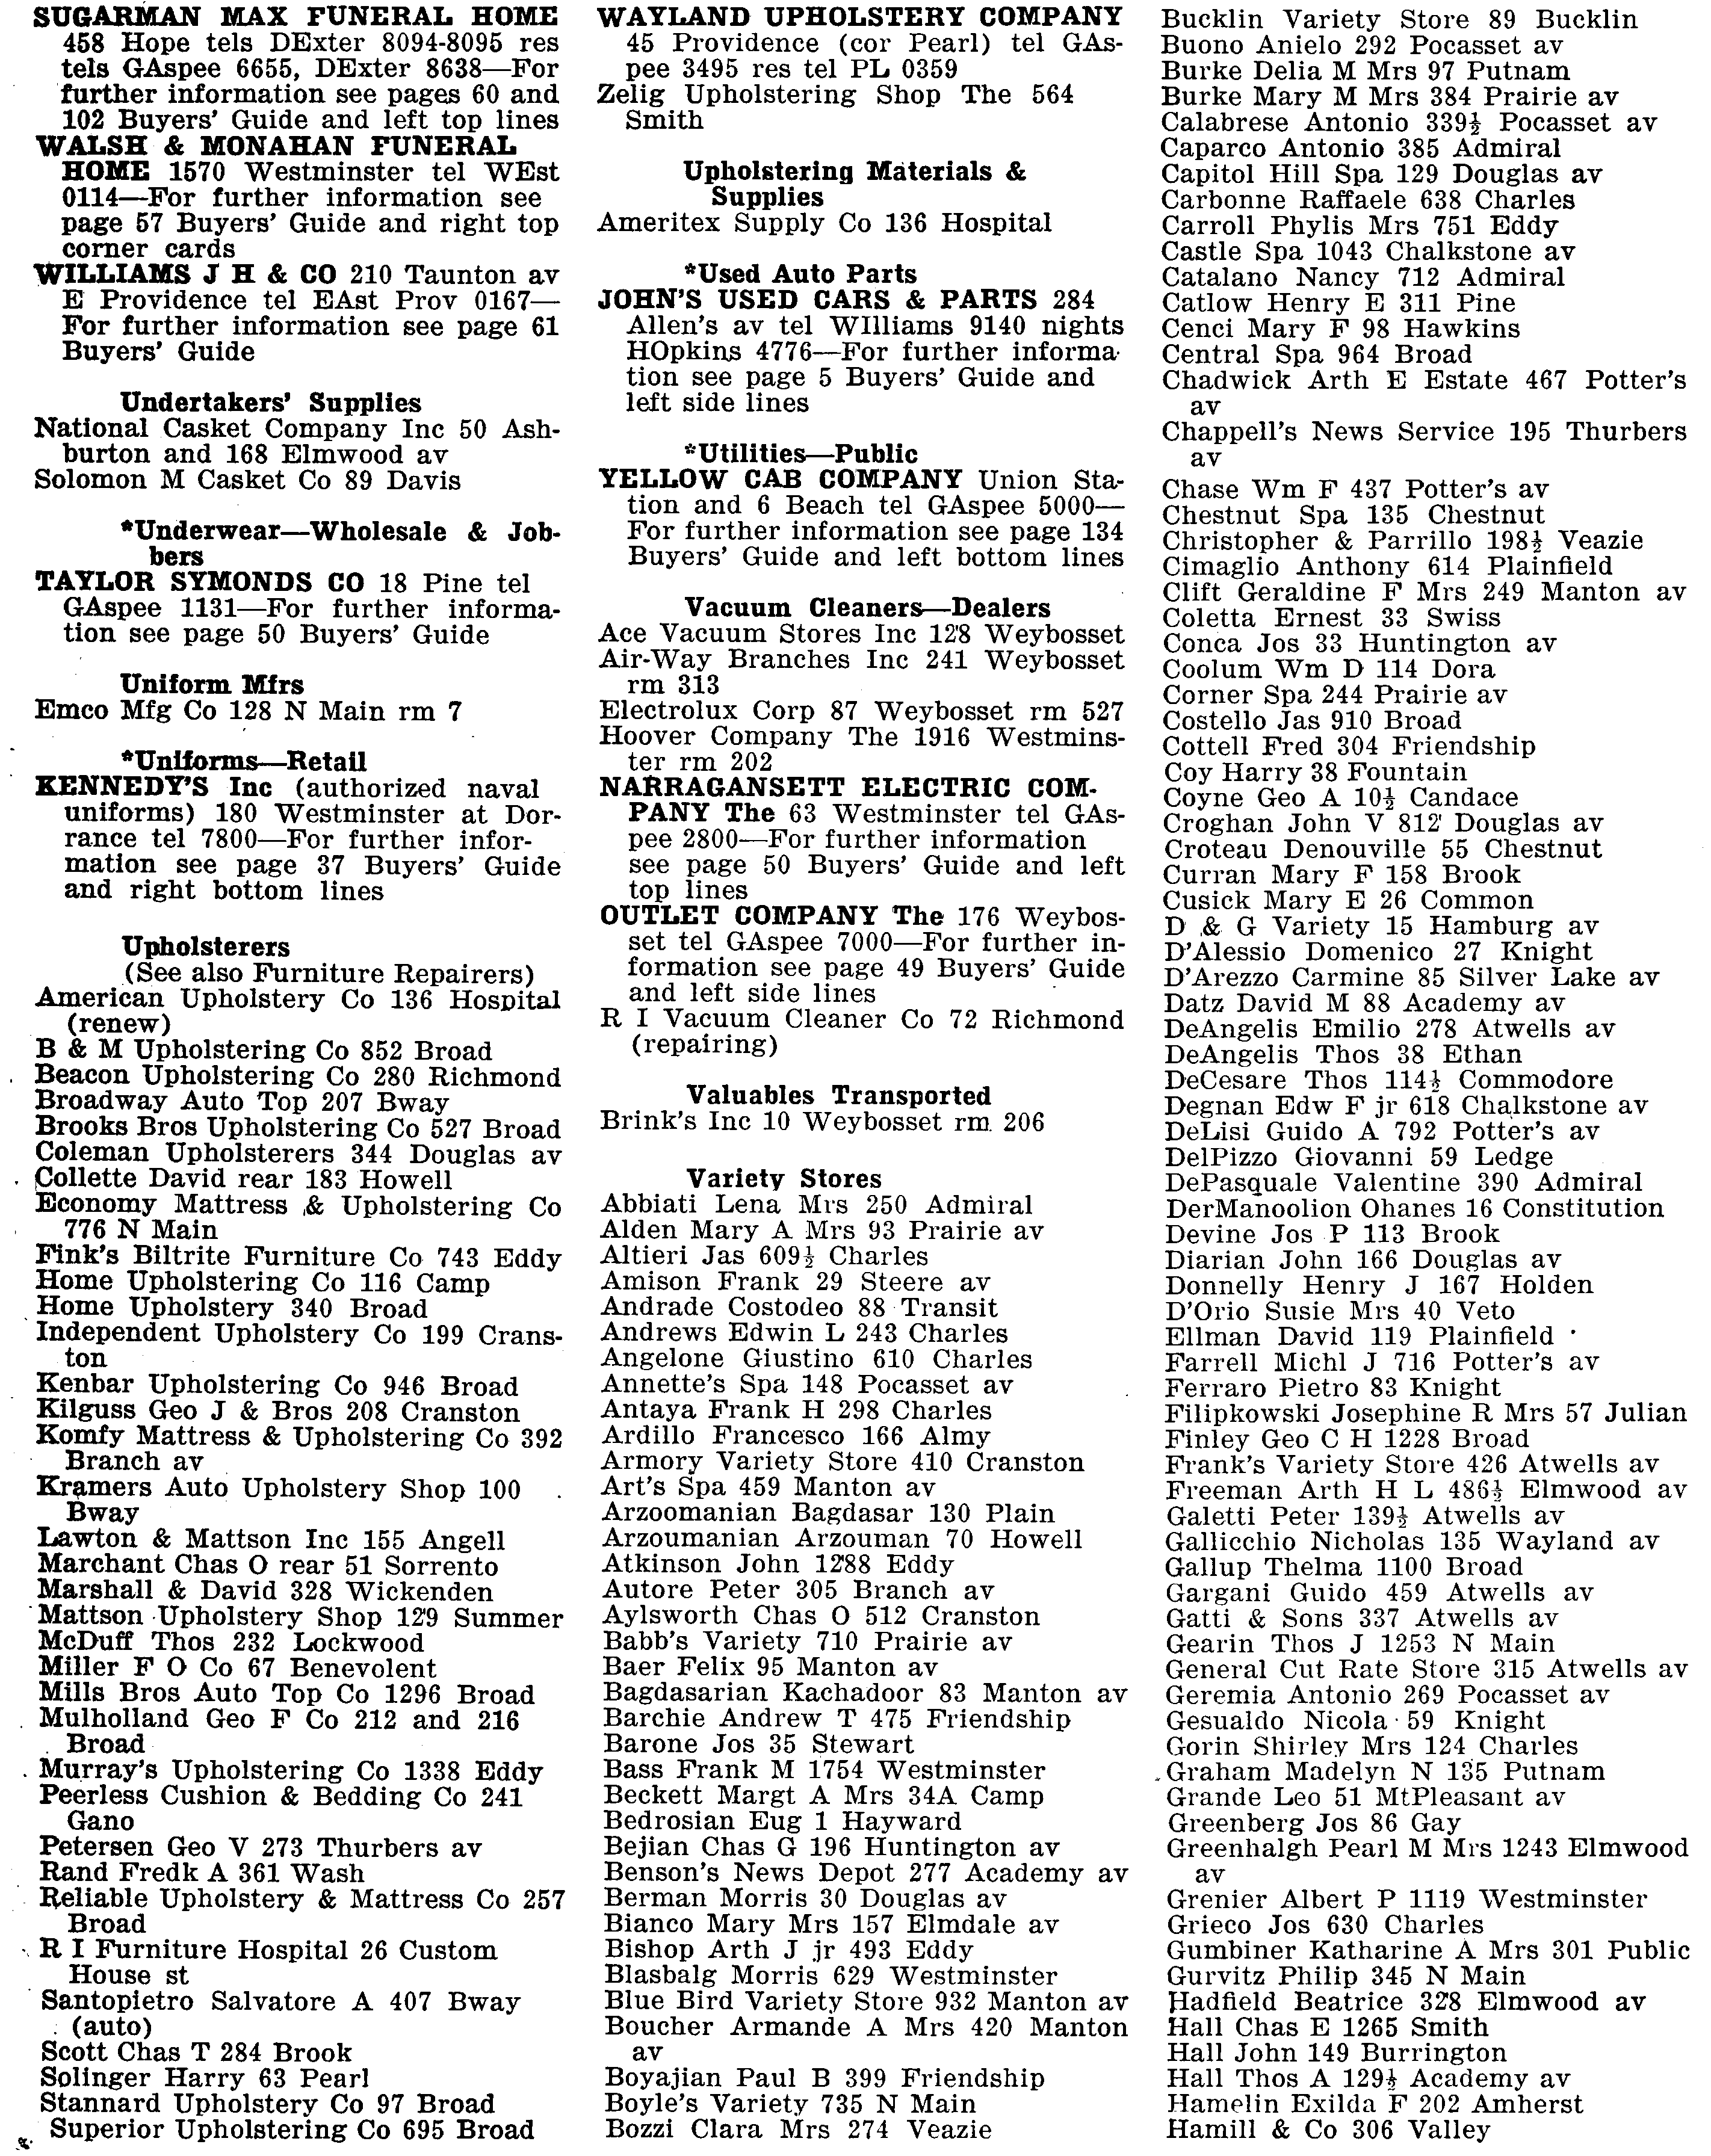 SUGARMAN MAX FUNERAL HOME
458 Hope tels DExter 8094-8095 res
tels GAspee 6655, DExter 8638—For
further information see pages 60 and
102 Buyers' Guide and left top lines
WALSH & MONAHAN FUNERAL
HOME 1570 Westminster tel WEst
0114—For further information see
page 57 Buyers' Guide and right top
corner cards
WILLIAMS J H & CO 210 Taunton av
E Providence tel EAst Prov 0167—
For further information see page 61
Buyers' Guide
Undertakers' Supplies
National Casket Company Inc 50 Ash-
burton and 168 Elmwood av
Solomon M Casket Co 89 Davis
*Underwear—Wholesale & Job-
bers
TAYLOR SYMONDS CO 18 Pine tel
GAspee 1131—For further informa-
tion see page 50 Buyers' Guide
Uniform Mfrs
Emco Mfg Co 128 N Main rm 7
*Uniforms—Retail
KENNEDY'S Inc (authorized naval
uniforms) 180 Westminster at Dor-
rance tel 7800—For further infor-
mation see page 37 Buyers' Guide
and right bottom lines
Upholsterers
(See also Furniture Repairers)
American Upholstery Co 136 Hospital
(renew)
B & M Upholstering Co 852 Broad
Beacon Upholstering Co 280 Richmond
Broadway Auto Top 207 Bway
Brooks Bros Upholstering Co 527 Broad
Coleman Upholsterers 344 Douglas av
Collette David rear 183 Howell
Economy Mattress & Upholstering Co
776 N Main
Fink's Biltrite Furniture Co 743 Eddy
Home Upholstering Co 116 Camp
Home Upholstery 340 Broad
Independent Upholstery Co 199 Crans-
ton
Kenbar Upholstering Co 946 Broad
Kilguss Geo J & Bros 208 Cranston
Komfy Mattress & Upholstering Co 392
Branch av
Kramers Auto Upholstery Shop 100
Bway
Lawton & Mattson Inc 155 Angell
Marchant Chas O rear 51 Sorrento
Marshall & David 328 Wickenden
Mattson Upholstery Shop 129 Summer
McDuff Thos 232 Lockwood
Miller F O Co 67 Benevolent
Mills Bros Auto Top Co 1296 Broad
Mulholland Geo F Co 212 and 216
Broad
Murray's Upholstering Co 1338 Eddy
Peerless Cushion & Bedding Co 241
Gano
Petersen Geo V 273 Thurbers av
Rand Fredk A 361 Wash
Reliable Upholstery & Mattress Co 257
Broad
R I Furniture Hospital 26 Custom
House st
Santopietro Salvatore A 407 Bway
(auto)
Scott Chas T 284 Brook
Solinger Harry 63 Pearl
Stannard Upholstery Co 97 Broad
Superior Upholstering Co 695 Broad
WAYLAND UPHOLSTERY COMPANY
45 Providence (cor Pearl) tel GAs-
pee 3495 res tel PL 0359
Zelig Upholstering Shop The 564
Smith
Upholstering Materials &
Supplies
Ameritex Supply Co 136 Hospital
*Used Auto Parts
JOHN'S USED CARS & PARTS 284
Allen's av tel WIlliams 9140 nights
HOpkins 4776—For further informa-
tion see page 5 Buyers' Guide and
left side lines
*Utilities—Public
YELLOW CAB COMPANY Union Sta-
tion and 6 Beach tel GAspee 5000—
For further information see page 134
Buyers' Guide and left bottom lines
Vacuum Cleaners—Dealers
Ace Vacuum Stores Inc 128 Weybosset
Air-Way Branches Inc 241 Weybosset
rm 313
Electrolux Corp 87 Weybosset rm 527
Hoover Company The 1916 Westmins-
ter rm 202
NARRAGANSETT ELECTRIC COM-
PANY The 63 Westminster tel GAs-
pee 2800—For further information
see page 50 Buyers' Guide and left
top lines
OUTLET COMPANY The 176 Weybos-
set tel GAspee 7000—For further in-
formation see page 49 Buyers' Guide
and left side lines
R I Vacuum Cleaner Co 72 Richmond
(repairing)
Valuables Transported
Brink's Inc 10 Weybosset rm 206
Variety Stores
Abbiati Lena Mrs 250 Admiral
Alden Mary A Mrs 93 Prairie av
Altieri Jas 609½ Charles
Amison Frank 29 Steere av
Andrade Costodeo 88 Transit
Andrews Edwin L 243 Charles
Angelone Giustino 610 Charles
Annette's Spa 148 Pocasset av
Antaya Frank H 298 Charles
Ardillo Francesco 166 Almy
Armory Variety Store 410 Cranston
Art's Spa 459 Manton av
Arzoomanian Bagdasar 130 Plain
Arzoumanian Arzouman 70 Howell
Atkinson John 1288 Eddy
Autore Peter 305 Branch av
Aylsworth Chas O 512 Cranston
Babb's Variety 710 Prairie av
Baer Felix 95 Manton av
Bagdasarian Kachadoor 83 Manton av
Barchie Andrew T 475 Friendship
Barone Jos 35 Stewart
Bass Frank M 1754 Westminster
Beckett Margt A Mrs 34A Camp
Bedrosian Eug 1 Hayward
Bejian Chas G 196 Huntington av
Benson's News Depot 277 Academy av
Berman Morris 30 Douglas av
Bianco Mary Mrs 157 Elmdale av
Bishop Arth J jr 493 Eddy
Blasbalg Morris 629 Westminster
Blue Bird Variety Store 932 Manton av
Boucher Armande A Mrs 420 Manton
av
Boyajian Paul B 399 Friendship
Boyle's Variety 735 N Main
Bozzi Clara Mrs 274 Veazie
Bucklin Variety Store 89 Bucklin
Buono Anielo 292 Pocasset av
Burke Delia M Mrs 97 Putnam
Burke Mary M Mrs 384 Prairie av
Calabrese Antonio 339½ Pocasset av
Caparco Antonio 385 Admiral
Capitol Hill Spa 129 Douglas av
Carbonne Raffaele 638 Charles
Carroll Phylis Mrs 751 Eddy
Castle Spa 1043 Chalkstone av
Catalano Nancy 712 Admiral
Catlow Henry E 311 Pine
Cenci Mary F 98 Hawkins
Central Spa 964 Broad
Chadwick Arth E Estate 467 Potter's
av
Chappell's News Service 195 Thurbers
av
Chase Wm F 437 Potter's av
Chestnut Spa 135 Chestnut
Christopher & Parrillo 198½ Veazie
Cimaglio Anthony 614 Plainfield
Clift Geraldine F Mrs 249 Manton av
Coletta Ernest 33 Swiss
Conca Jos 33 Huntington av
Coolum Wm D 114 Dora
Corner Spa 244 Prairie av
Costello Jas 910 Broad
Cottell Fred 304 Friendship
Coy Harry 38 Fountain
Coyne Geo A 10½ Candace
Croghan John V 812 Douglas av
Croteau Denouville 55 Chestnut
Curran Mary F 158 Brook
Cusick Mary E 26 Common
D & G Variety 15 Hamburg av
D'Alessio Domenico 27 Knight
D'Arezzo Carmine 85 Silver Lake av
Datz David M 88 Academy av
DeAngelis Emilio 278 Atwells av
DeAngelis Thos 38 Ethan
DeCesare Thos 114½ Commodore
Degnan Edw F jr 618 Chalkstone av
DeLisi Guido A 792 Potter's av
DelPizzo Giovanni 59 Ledge
DePasquale Valentine 390 Admiral
DerManoolion Ohanes 16 Constitution
Devine Jos P 113 Brook
Diarian John 166 Douglas av
Donnelly Henry J 167 Holden
D'Orio Susie Mrs 40 Veto
Ellman David 119 Plainfield
Farrell Michl J 716 Potter's av
Ferraro Pietro 83 Knight
Filipkowski Josephine R Mrs 57 Julian
Finley Geo C H 1228 Broad
Frank's Variety Store 426 Atwells av
Freeman Arth H L 486½ Elmwood av
Galetti Peter 139½ Atwells av
Gallicchio Nicholas 135 Wayland av
Gallup Thelma 1100 Broad
Gargani Guido 459 Atwells av
Gatti & Sons 337 Atwells av
Gearin Thos J 1253 N Main
General Cut Rate Store 315 Atwells av
Geremia Antonio 269 Pocasset av
Gesualdo Nicola 59 Knight
Gorin Shirley Mrs 124 Charles
Graham Madelyn N 135 Putnam
Grande Leo 51 MtPleasant av
Greenberg Jos 86 Gay
Greenhalgh Pearl M Mrs 1243 Elmwood
av
Grenier Albert P 1119 Westminster
Grieco Jos 630 Charles
Gumbiner Katharine A Mrs 301 Public
Gurvitz Philip 345 N Main
Hadfield Beatrice 328 Elmwood av
Hall Chas E 1265 Smith
Hall John 149 Burrington
Hall Thos A 129½ Academy av
Hamelin Exilda F 202 Amherst
Hamill & Co 306 Valley